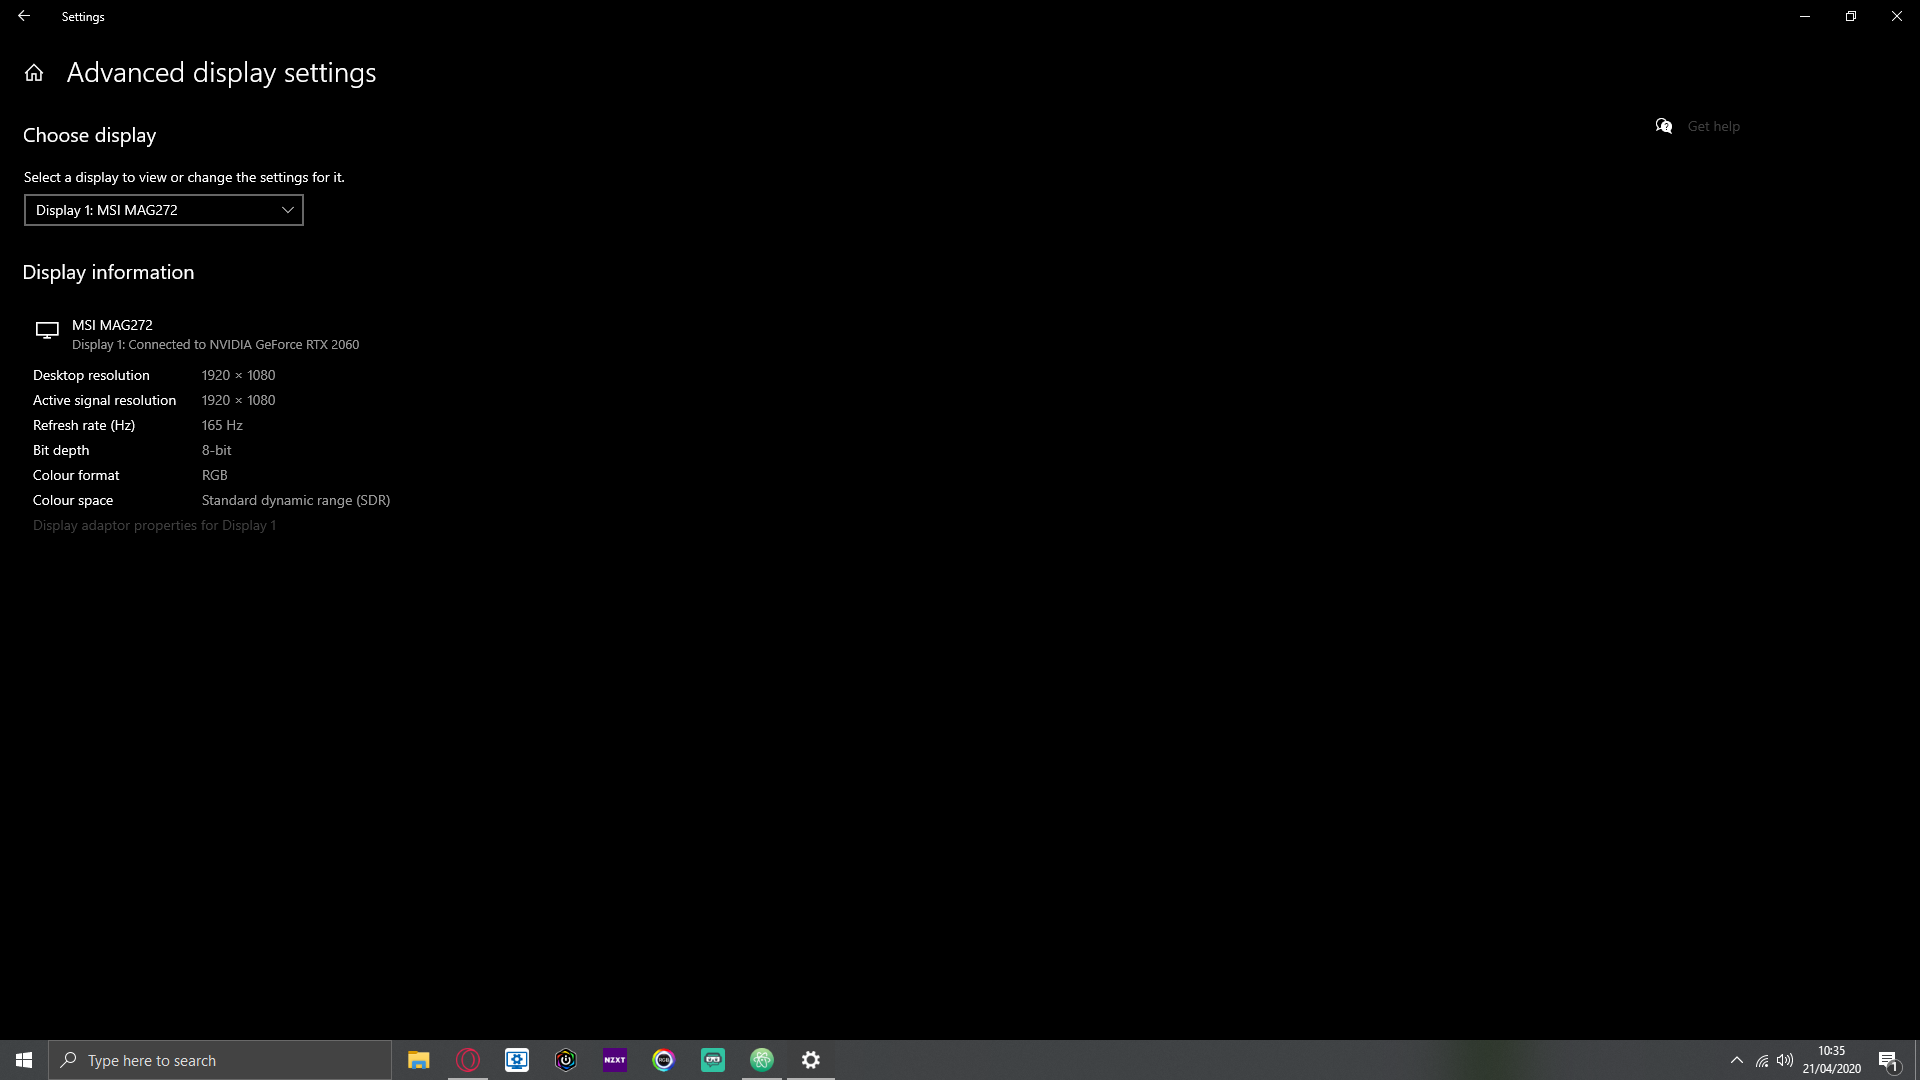 Settings
Advanced display settings
Choose display
Get help
Select a display to view or change the settings for it.
Display 1: MSI MAG272
Display information
MSI MAG272
Display 1: Connected to NVIDIA GeForce RTX 2060
Desktop resolution 1920 × 1080
Active signal resolution 1920 × 1080
Refresh rate (Hz) 165 Hz
Bit depth 8-bit
Colour format RGB
Colour space Standard dynamic range (SDR)
Display adaptor properties for Display 1
Type here to search
NZXT
RGB
10:35
21/04/2020
1